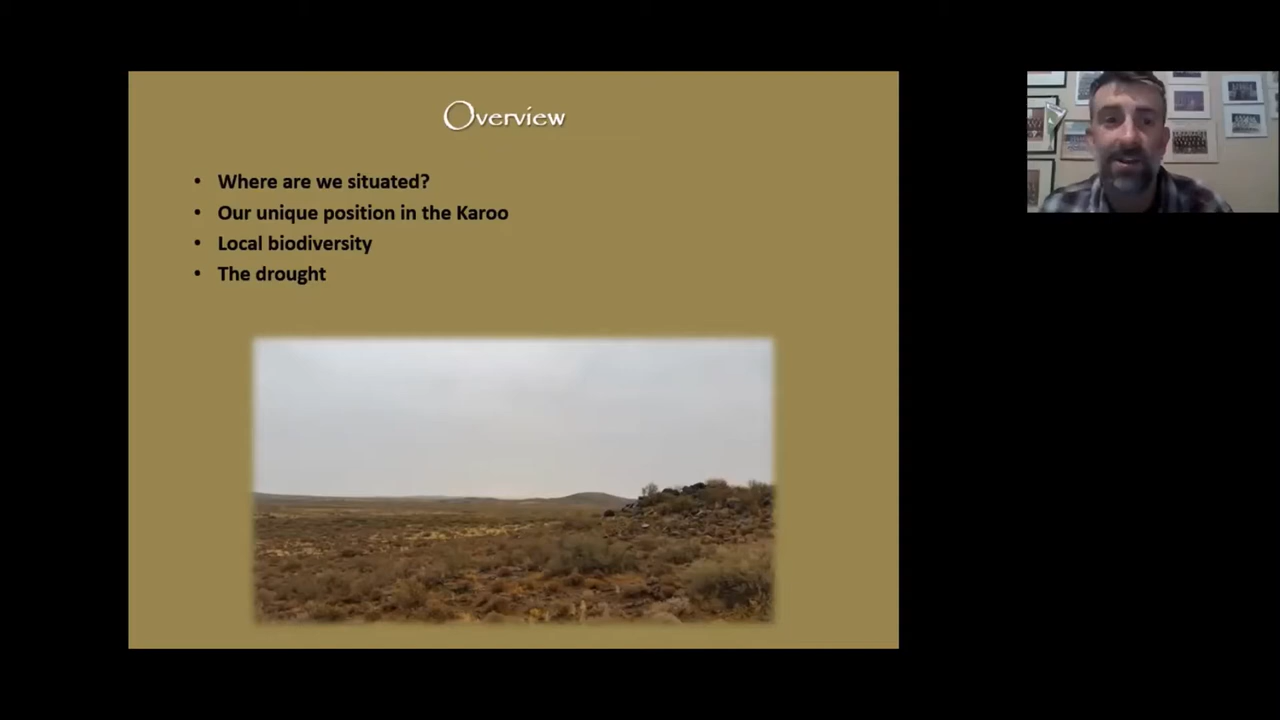 Overview
• Where are we situated?
• Our unique position in the Karoo
• Local biodiversity
• The drought